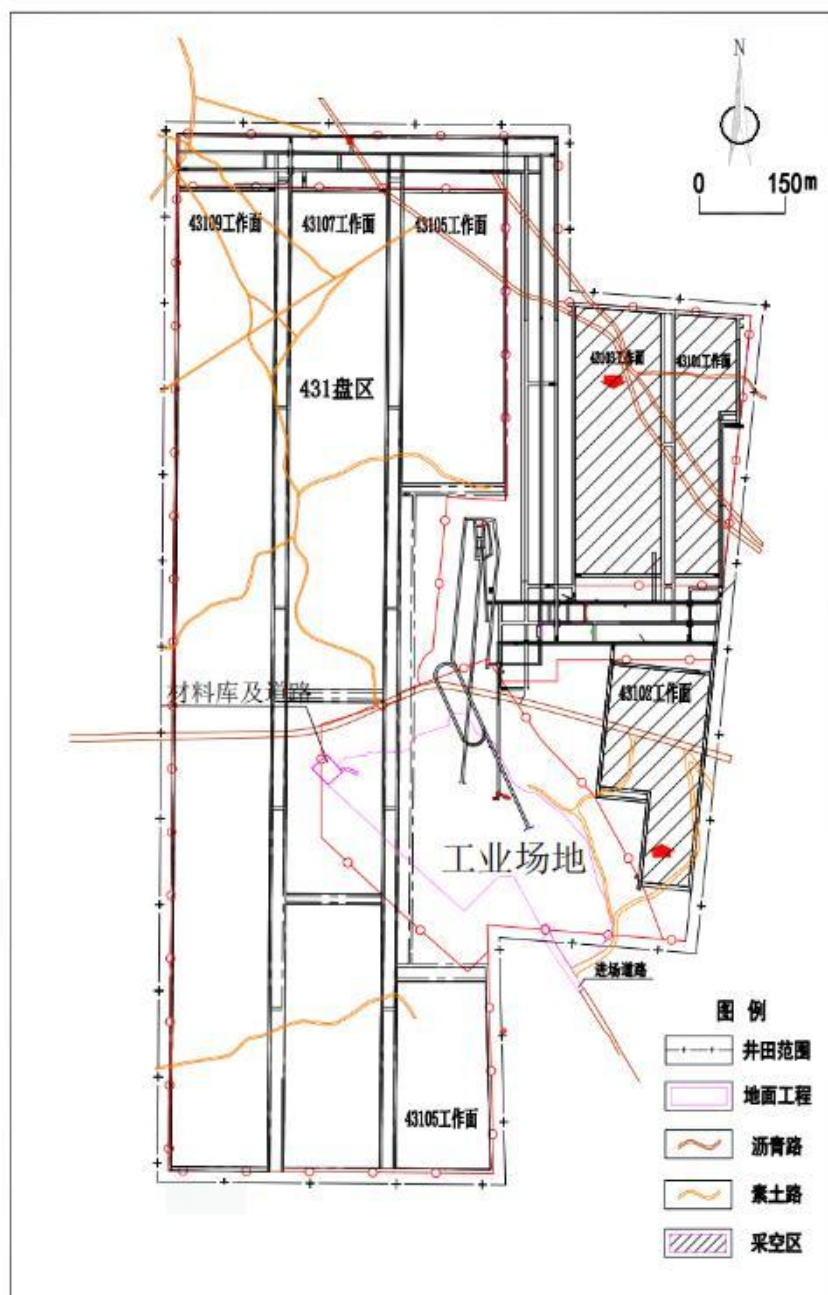 N
0 150m
43109工作面
43107工作面
43105工作面
43103工作面
43101工作面
431盘区
材料库及道路
43102工作面
工业场地
进场道路
图 例
井田范围
地面工程
沥青路
素土路
采空区
43105工作面